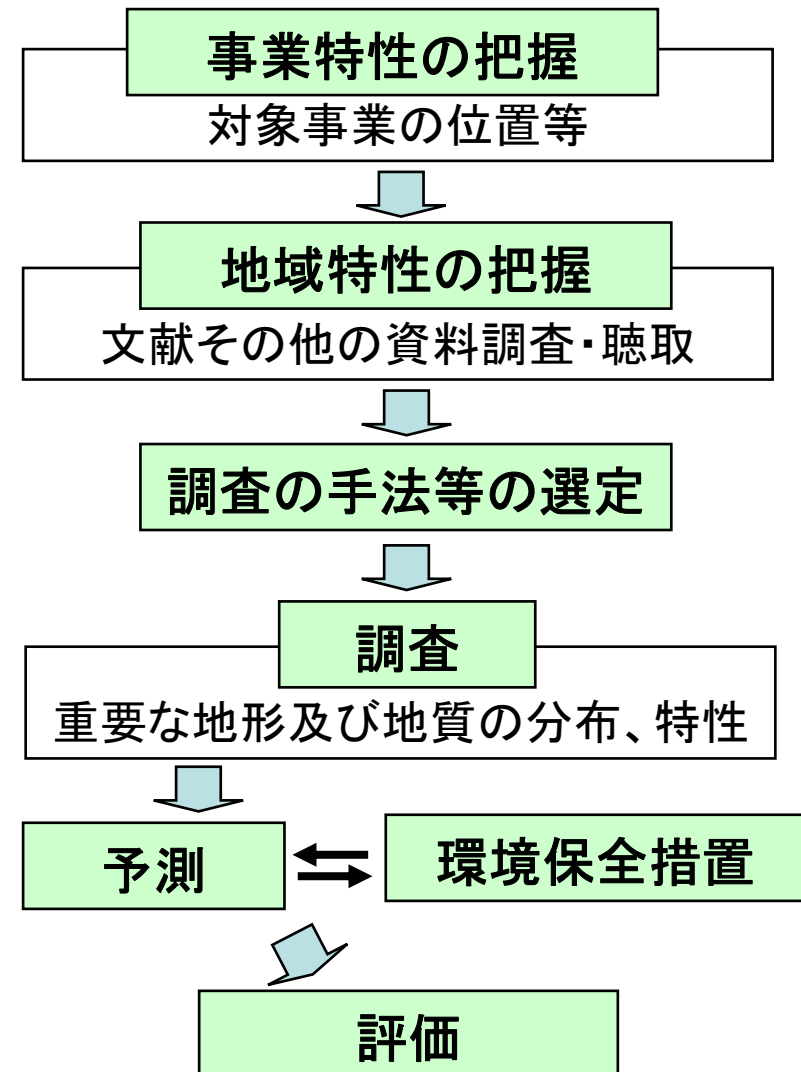 事業特性の把握
対象事業の位置等
地域特性の把握
文献その他の資料調査・聴取
調査の手法等の選定
調査
重要な地形及び地質の分布、特性
予測
環境保全措置
評価